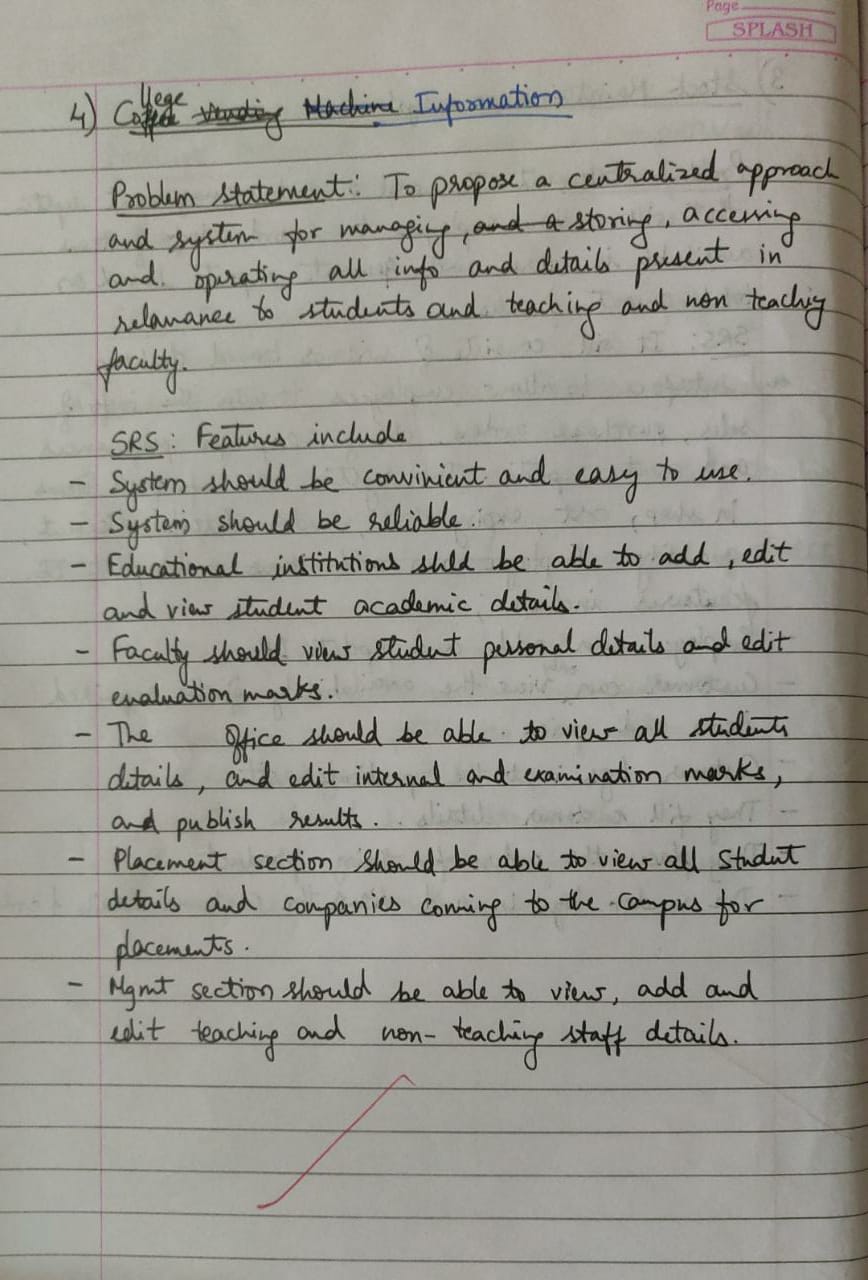 Page
SPLASH
4) College Information
Problem statement: To propose a centralized approach
and system for managing, storing, accessing
and operating all info and details present in
relavance to students and teaching and non teaching
faculty.
SRS: Features include
- System should be convinient and easy to use.
- System should be reliable.
- Educational institutions shld be able to add, edit
and view student academic details.
- Faculty should view student personal details and edit
evaluation marks.
- The office should be able to view all students
details, and edit internal and examination marks,
and publish results.
- Placement section should be able to view all student
details and companies coming to the campus for
placements.
- Mgmt section should be able to view, add and
edit teaching and non-teaching staff details.